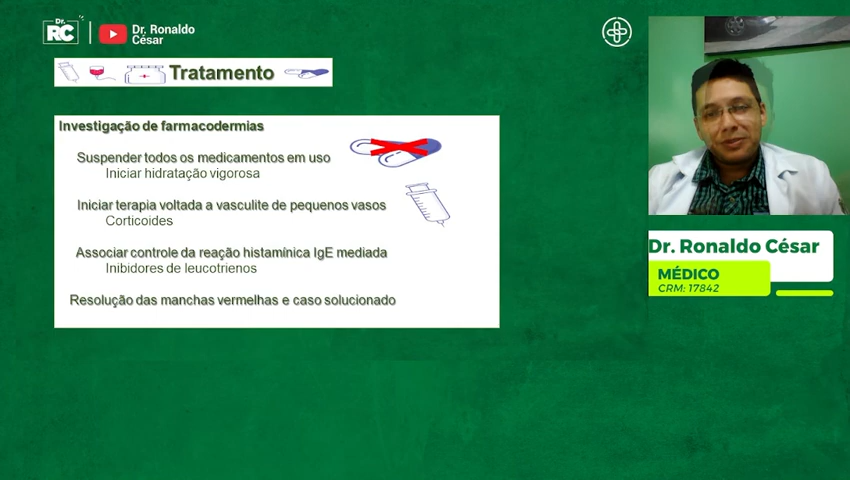 Dr.
RC
Dr. Ronaldo
César
Tratamento
Investigação de farmacodermias
Suspender todos os medicamentos em uso
Iniciar hidratação vigorosa
Iniciar terapia voltada a vasculite de pequenos vasos
Corticoides
Associar controle da reação histamínica IgE mediada
Inibidores de leucotrienos
Resolução das manchas vermelhas e caso solucionado
Dr. Ronaldo César
MÉDICO
CRM: 17842